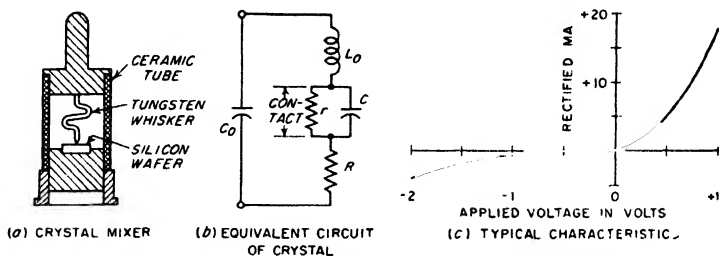 CERAMIC
TUBE
TUNGSTEN
WHISKER
SILICON
WAFER
(a) CRYSTAL MIXER
L₀
CON-
TACT
r
C
C₀
R
(b) EQUIVALENT CIRCUIT
OF CRYSTAL
RECTIFIED MA
+20
+10
-2
-1
0
+1
APPLIED VOLTAGE IN VOLTS
(c) TYPICAL CHARACTERISTIC